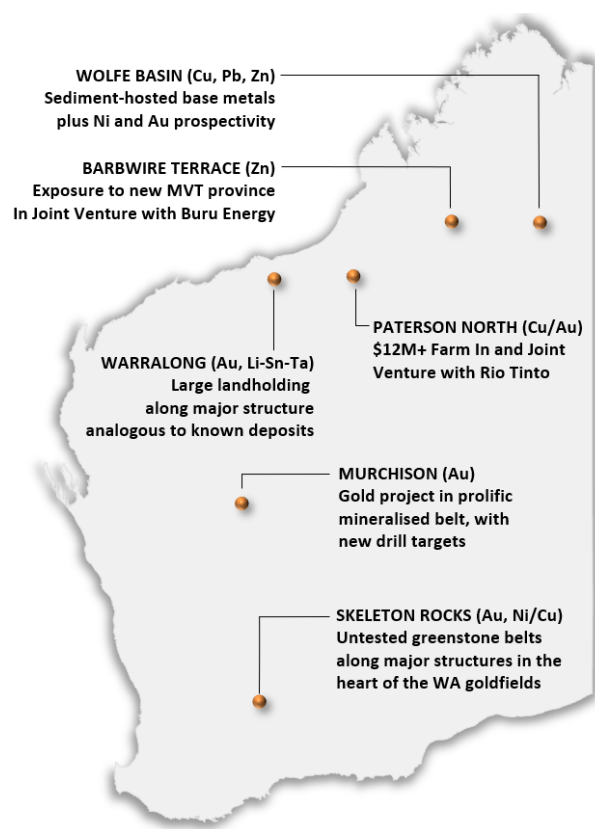 WOLFE BASIN (Cu, Pb, Zn)
Sediment-hosted base metals
plus Ni and Au prospectivity
BARBWIRE TERRACE (Zn)
Exposure to new MVT province
In Joint Venture with Buru Energy
PATERSON NORTH (Cu/Au)
$12M+ Farm In and Joint
Venture with Rio Tinto
WARRALONG (Au, Li-Sn-Ta)
Large landholding
along major structure
analogous to known deposits
MURCHISON (Au)
Gold project in prolific
mineralised belt, with
new drill targets
SKELETON ROCKS (Au, Ni/Cu)
Untested greenstone belts
along major structures in the
heart of the WA goldfields